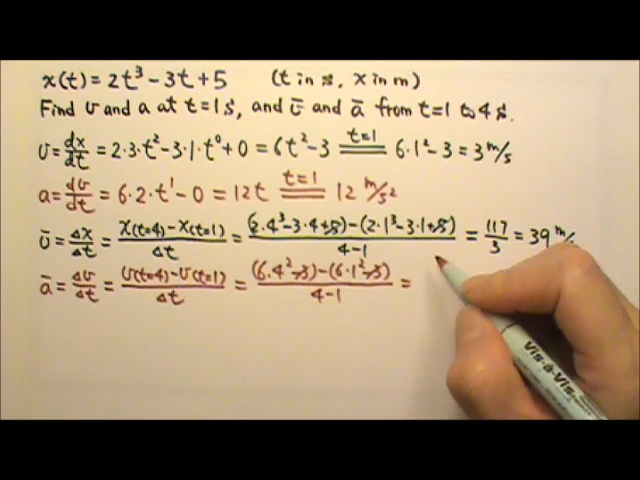 x(t) = 2t³ - 3t + 5 (t in s, x in m)
Find v and a at t=1s, and v̄ and ā from t=1 to 4 s.
v = dx/dt = 2·3·t² - 3·1·t⁰ + 0 = 6t² - 3 =(t=1)= 6·1² - 3 = 3 m/s
a = dv/dt = 6·2·t¹ - 0 = 12t =(t=1)= 12 m/s²
v̄ = Δx/Δt = (x(t=4) - x(t=1))/Δt = ((2·4³ - 3·4 + 5) - (2·1³ - 3·1 + 5))/(4-1) = 117/3 = 39 m/
ā = Δv/Δt = (v(t=4) - v(t=1))/Δt = ((6·4² - 3) - (6·1² - 3))/(4-1) =
Vis-à-Vis